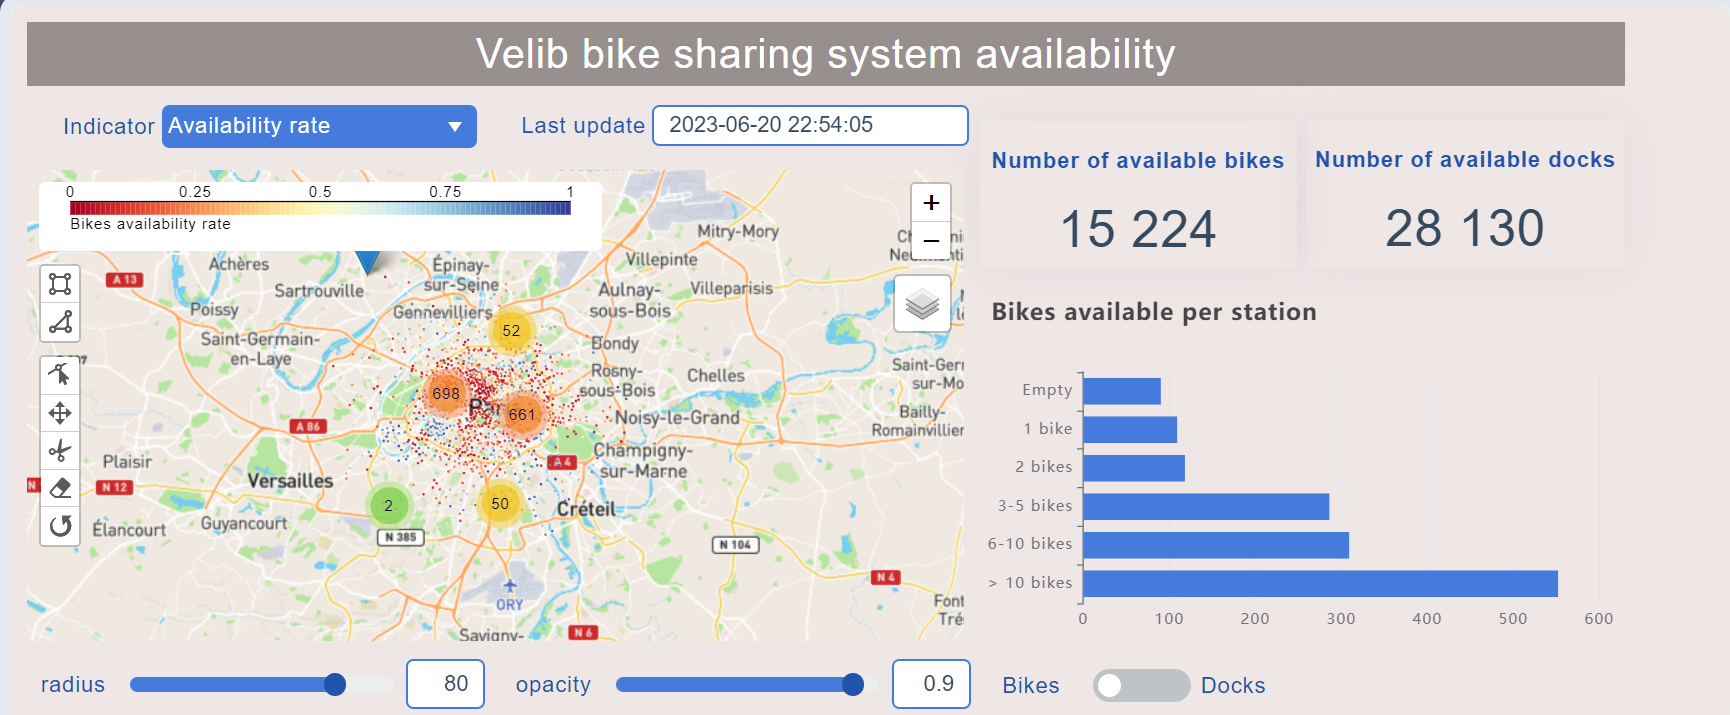 Velib bike sharing system availability
Indicator
Availability rate
Last update
2023-06-20 22:54:05
Number of available bikes
Number of available docks
15 224
28 130
0 0.25 0.5 0.75 1
Bikes availability rate
+
−
Mitry-Mory
Achères
Épinay-
sur-Seine
Villepinte
A 13
Sartrouville
Aulnay-
sous-Bois
Villeparisis
Poissy
Gennevilliers
52
Saint-Germain-
en-Laye
Bondy
Rosny-
sous-Bois
Chelles
Saint-Ger
sur-Mo
698
661
Noisy-le-Grand
Bailly-
Romainvillier
A 86
Champigny-
sur-Marne
A 4
Plaisir
Versailles
N 12
2
50
Créteil
Élancourt
Guyancourt
N 385
N 104
N 4
ORY
Font
Tré
Savigny-
N 6
Bikes available per station
Empty
1 bike
2 bikes
3-5 bikes
6-10 bikes
> 10 bikes
0 100 200 300 400 500 600
radius
80
opacity
0.9
Bikes
Docks